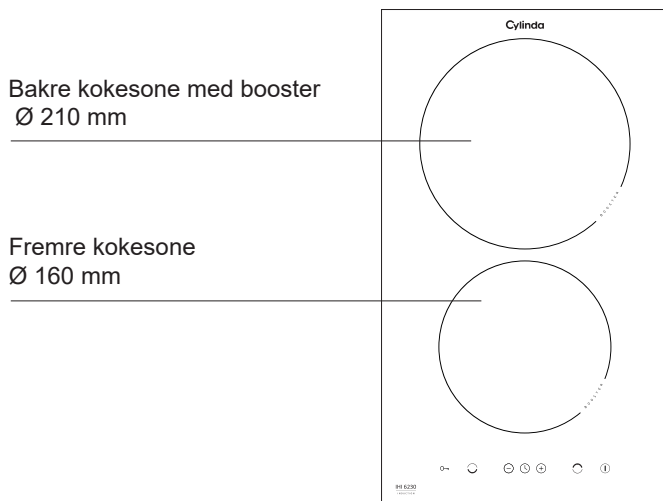 Cylinda
Bakre kokesone med booster
Ø 210 mm
Fremre kokesone
Ø 160 mm
IHI 6230